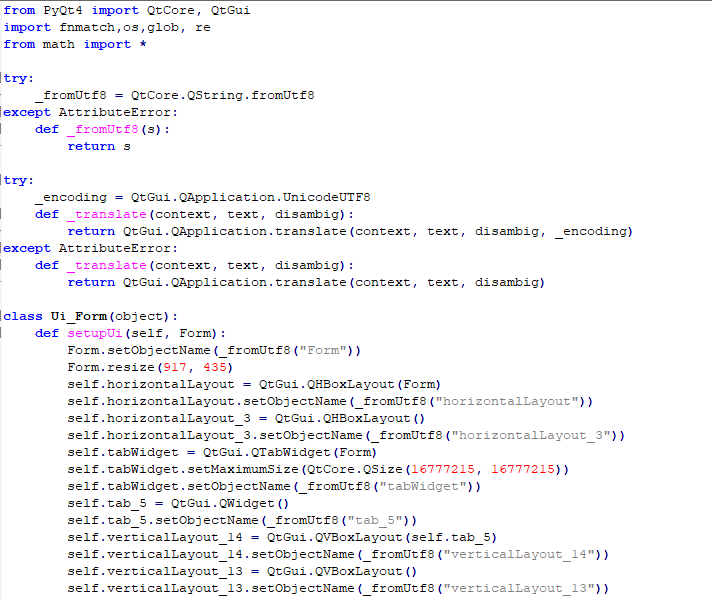 from PyQt4 import QtCore, QtGui
import fnmatch,os,glob, re
from math import *
try:
    _fromUtf8 = QtCore.QString.fromUtf8
except AttributeError:
    def _fromUtf8(s):
        return s
try:
    _encoding = QtGui.QApplication.UnicodeUTF8
    def _translate(context, text, disambig):
        return QtGui.QApplication.translate(context, text, disambig, _encoding)
except AttributeError:
    def _translate(context, text, disambig):
        return QtGui.QApplication.translate(context, text, disambig)
class Ui_Form(object):
    def setupUi(self, Form):
        Form.setObjectName(_fromUtf8("Form"))
        Form.resize(917, 435)
        self.horizontalLayout = QtGui.QHBoxLayout(Form)
        self.horizontalLayout.setObjectName(_fromUtf8("horizontalLayout"))
        self.horizontalLayout_3 = QtGui.QHBoxLayout()
        self.horizontalLayout_3.setObjectName(_fromUtf8("horizontalLayout_3"))
        self.tabWidget = QtGui.QTabWidget(Form)
        self.tabWidget.setMaximumSize(QtCore.QSize(16777215, 16777215))
        self.tabWidget.setObjectName(_fromUtf8("tabWidget"))
        self.tab_5 = QtGui.QWidget()
        self.tab_5.setObjectName(_fromUtf8("tab_5"))
        self.verticalLayout_14 = QtGui.QVBoxLayout(self.tab_5)
        self.verticalLayout_14.setObjectName(_fromUtf8("verticalLayout_14"))
        self.verticalLayout_13 = QtGui.QVBoxLayout()
        self.verticalLayout_13.setObjectName(_fromUtf8("verticalLayout_13"))